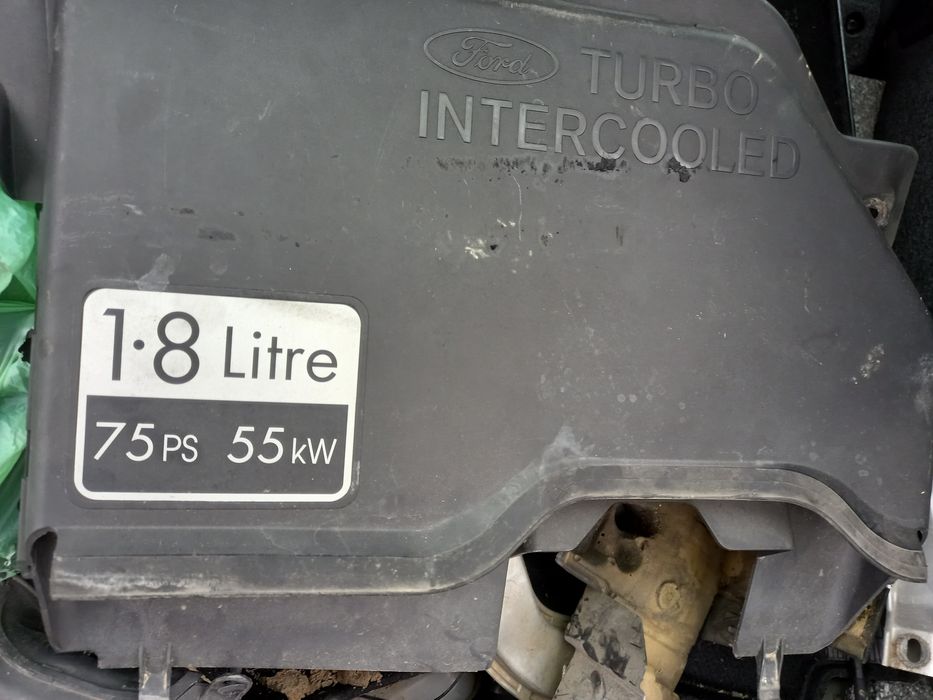 Ford TURBO
INTERCOOLED
1·8 Litre
75PS 55kW